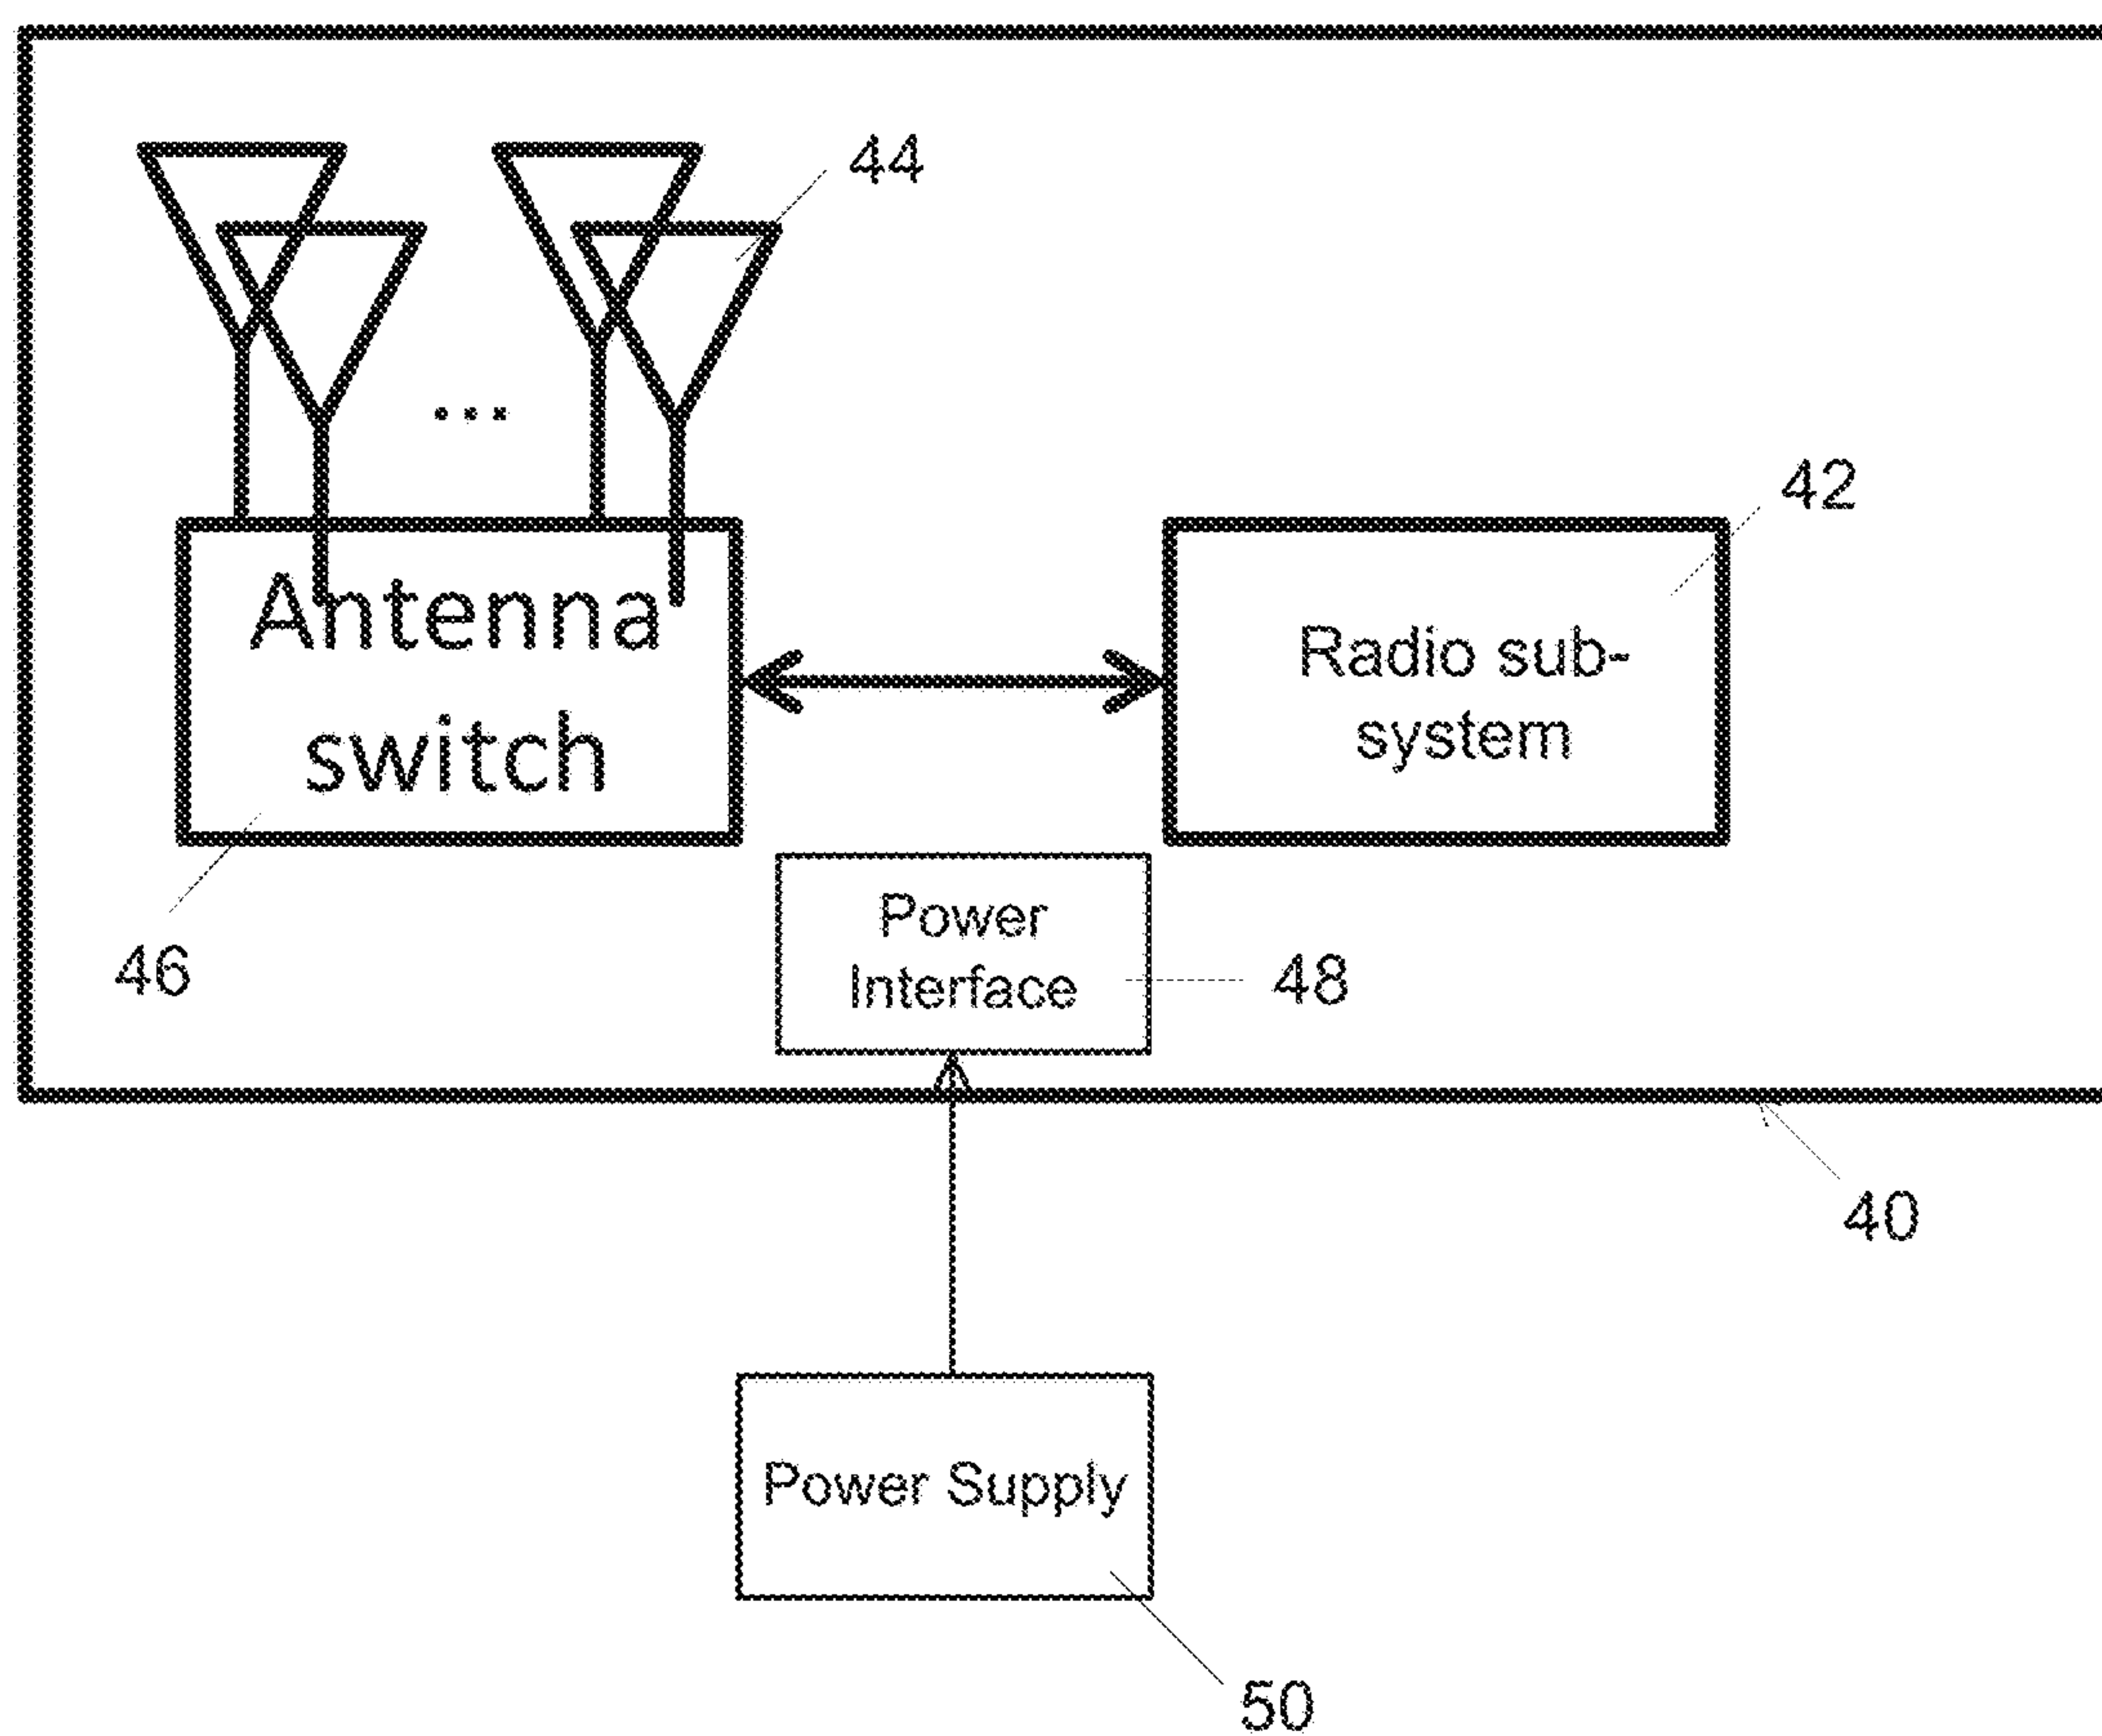 44
...
42
Antenna
switch
Radio sub-
system
46
Power
Interface
48
40
Power Supply
50